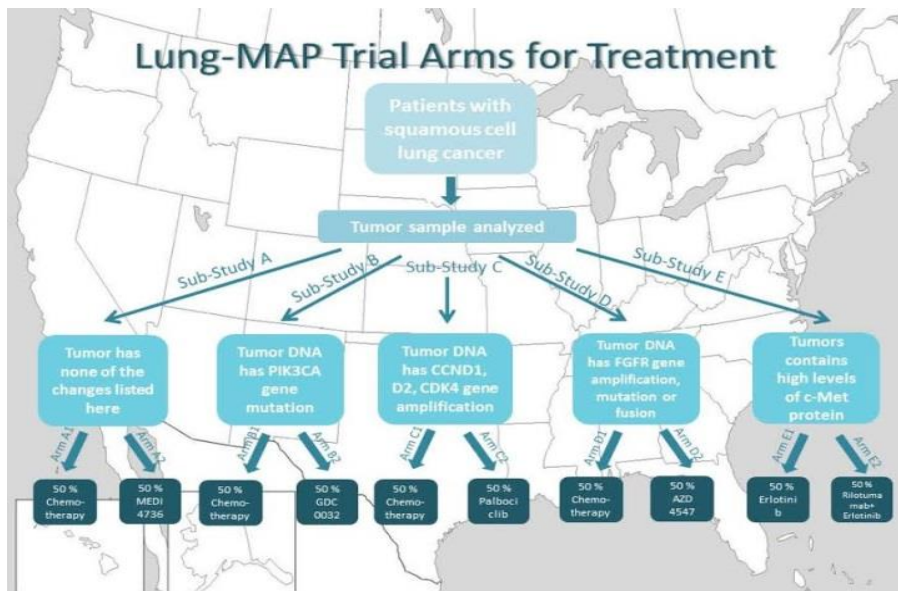 Lung-MAP Trial Arms for Treatment
Patients with
squamous cell
lung cancer
Tumor sample analyzed
Sub-Study A
Sub-Study B
Sub-Study C
Sub-Study D
Sub-Study E
Tumor has
none of the
changes listed
here
Tumor DNA
has PIK3CA
gene
mutation
Tumor DNA
has CCND1,
D2, CDK4 gene
amplification
Tumor DNA
has FGFR gene
amplification,
mutation or
fusion
Tumors
contains
high levels
of c-Met
protein
Arm A1
Arm A2
Arm B1
Arm B2
Arm C1
Arm C2
Arm D1
Arm D2
Arm E1
Arm E2
50 %
Chemo-
therapy
50 %
MEDI
4736
50 %
Chemo-
therapy
50 %
GDC
0032
50 %
Chemo-
therapy
50 %
Palboci
clib
50 %
Chemo-
therapy
50 %
AZD
4547
50 %
Erlotini
b
50 %
Rilotuma
mab+
Erlotinib